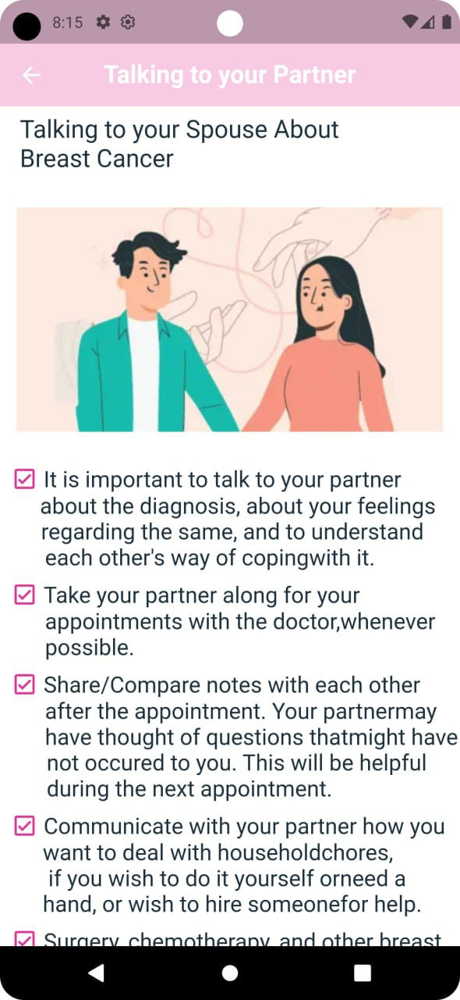 8:15
Talking to your Partner
Talking to your Spouse About
Breast Cancer
It is important to talk to your partner
about the diagnosis, about your feelings
regarding the same, and to understand
each other's way of copingwith it.
Take your partner along for your
appointments with the doctor,whenever
possible.
Share/Compare notes with each other
after the appointment. Your partnermay
have thought of questions thatmight have
not occured to you. This will be helpful
during the next appointment.
Communicate with your partner how you
want to deal with householdchores,
if you wish to do it yourself orneed a
hand, or wish to hire someonefor help.
Surgery, chemotherapy, and other breast